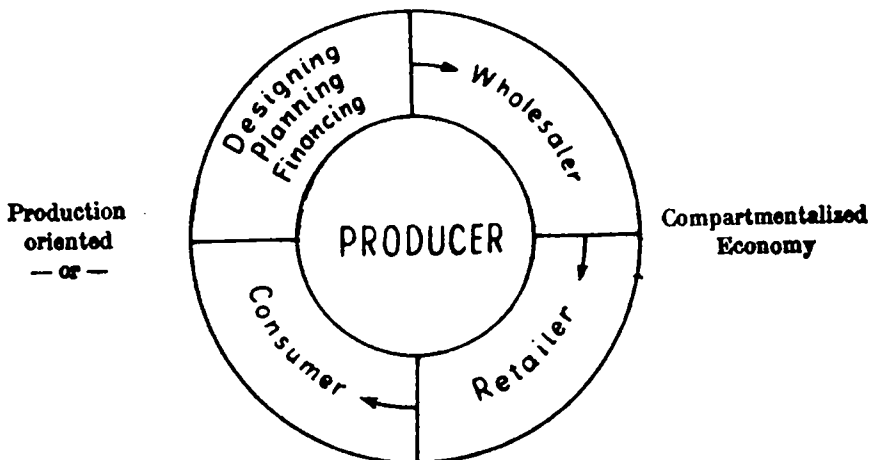 Designing
Planning
Financing
Wholesaler
Production
oriented
— or —
PRODUCER
Compartmentalized
Economy
Consumer
Retailer